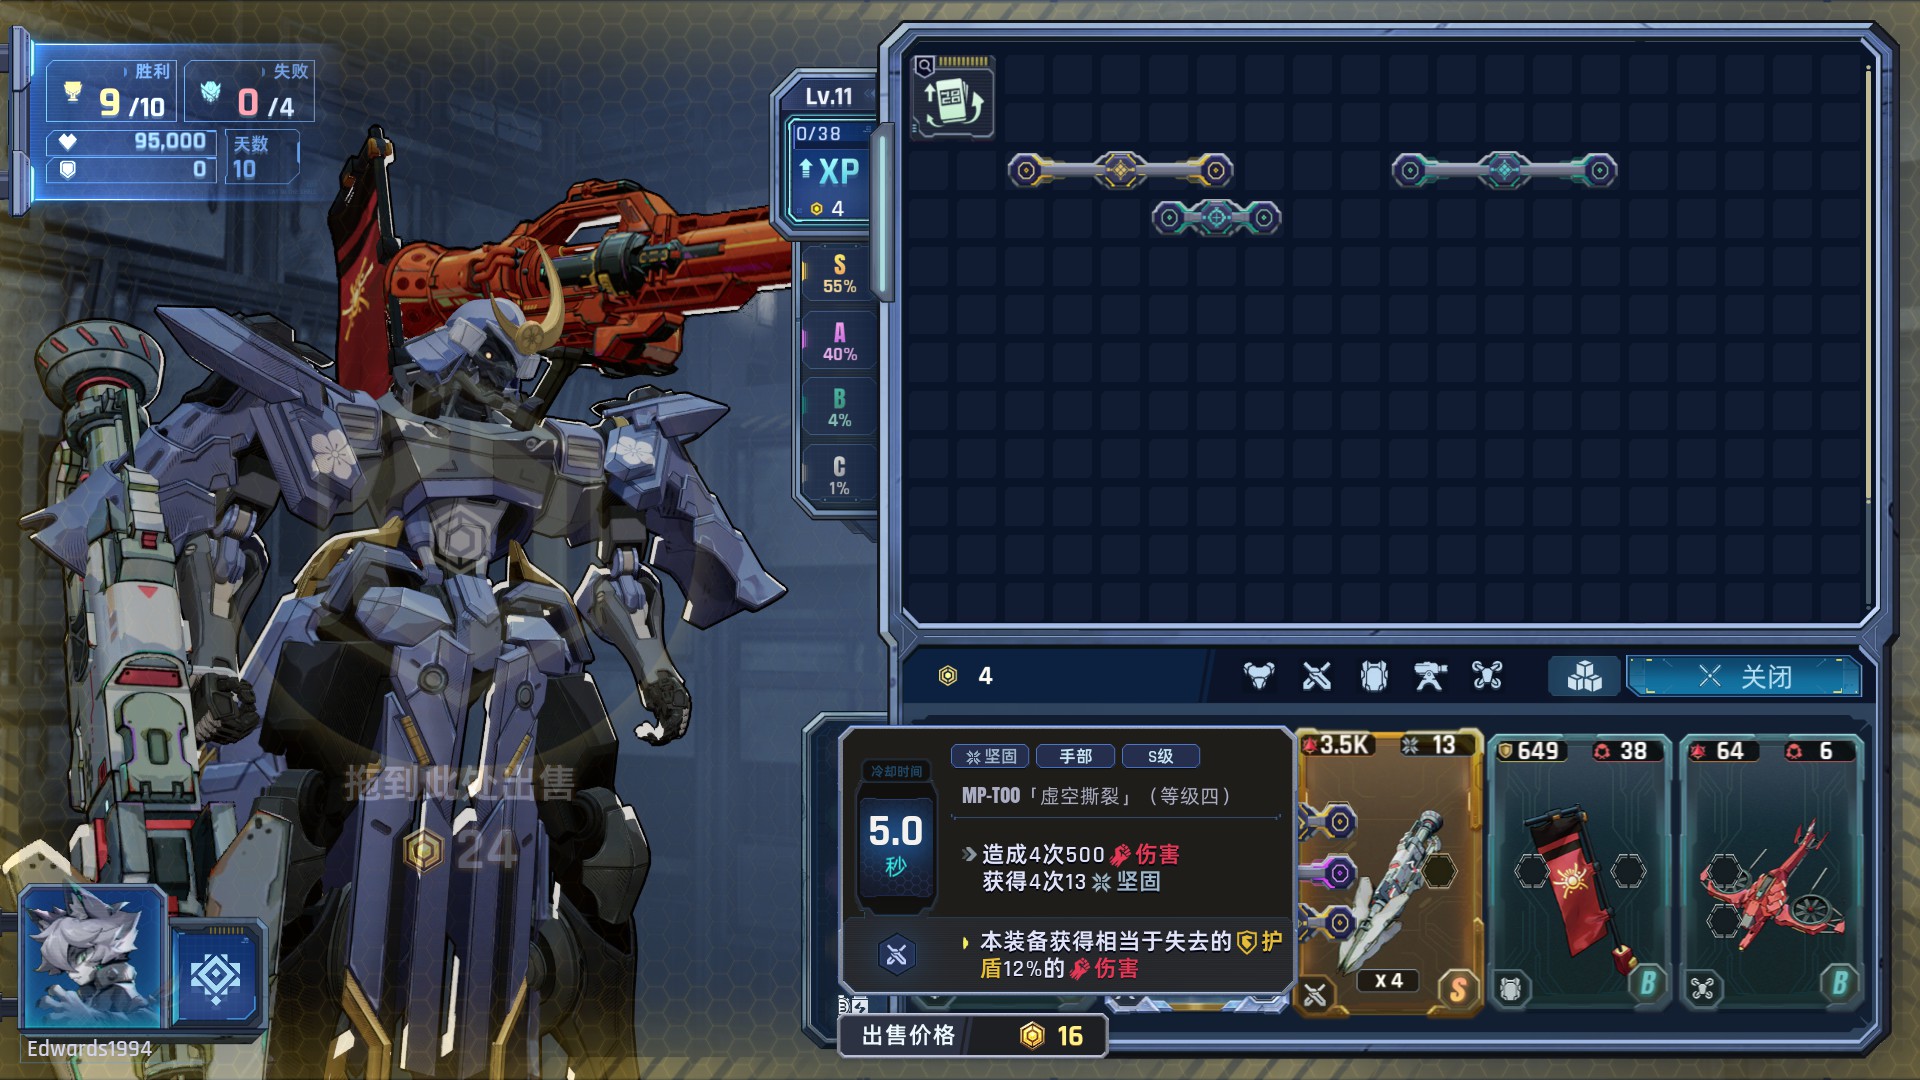 胜利
9 /10
失败
0 /4
95,000
0
天数
10
Lv.11
0/38
XP
4
S
55%
A
40%
B
4%
C
1%
4
关闭
坚固
手部
S级
冷却时间
5.0
秒
MP-T00「虚空撕裂」（等级四）
造成4次500伤害
获得4次13坚固
本装备获得相当于失去的护
盾12%的伤害
出售价格
16
3.5K
13
x4
S
649
38
B
64
6
B
拖到此处出售
24
Edwards1994